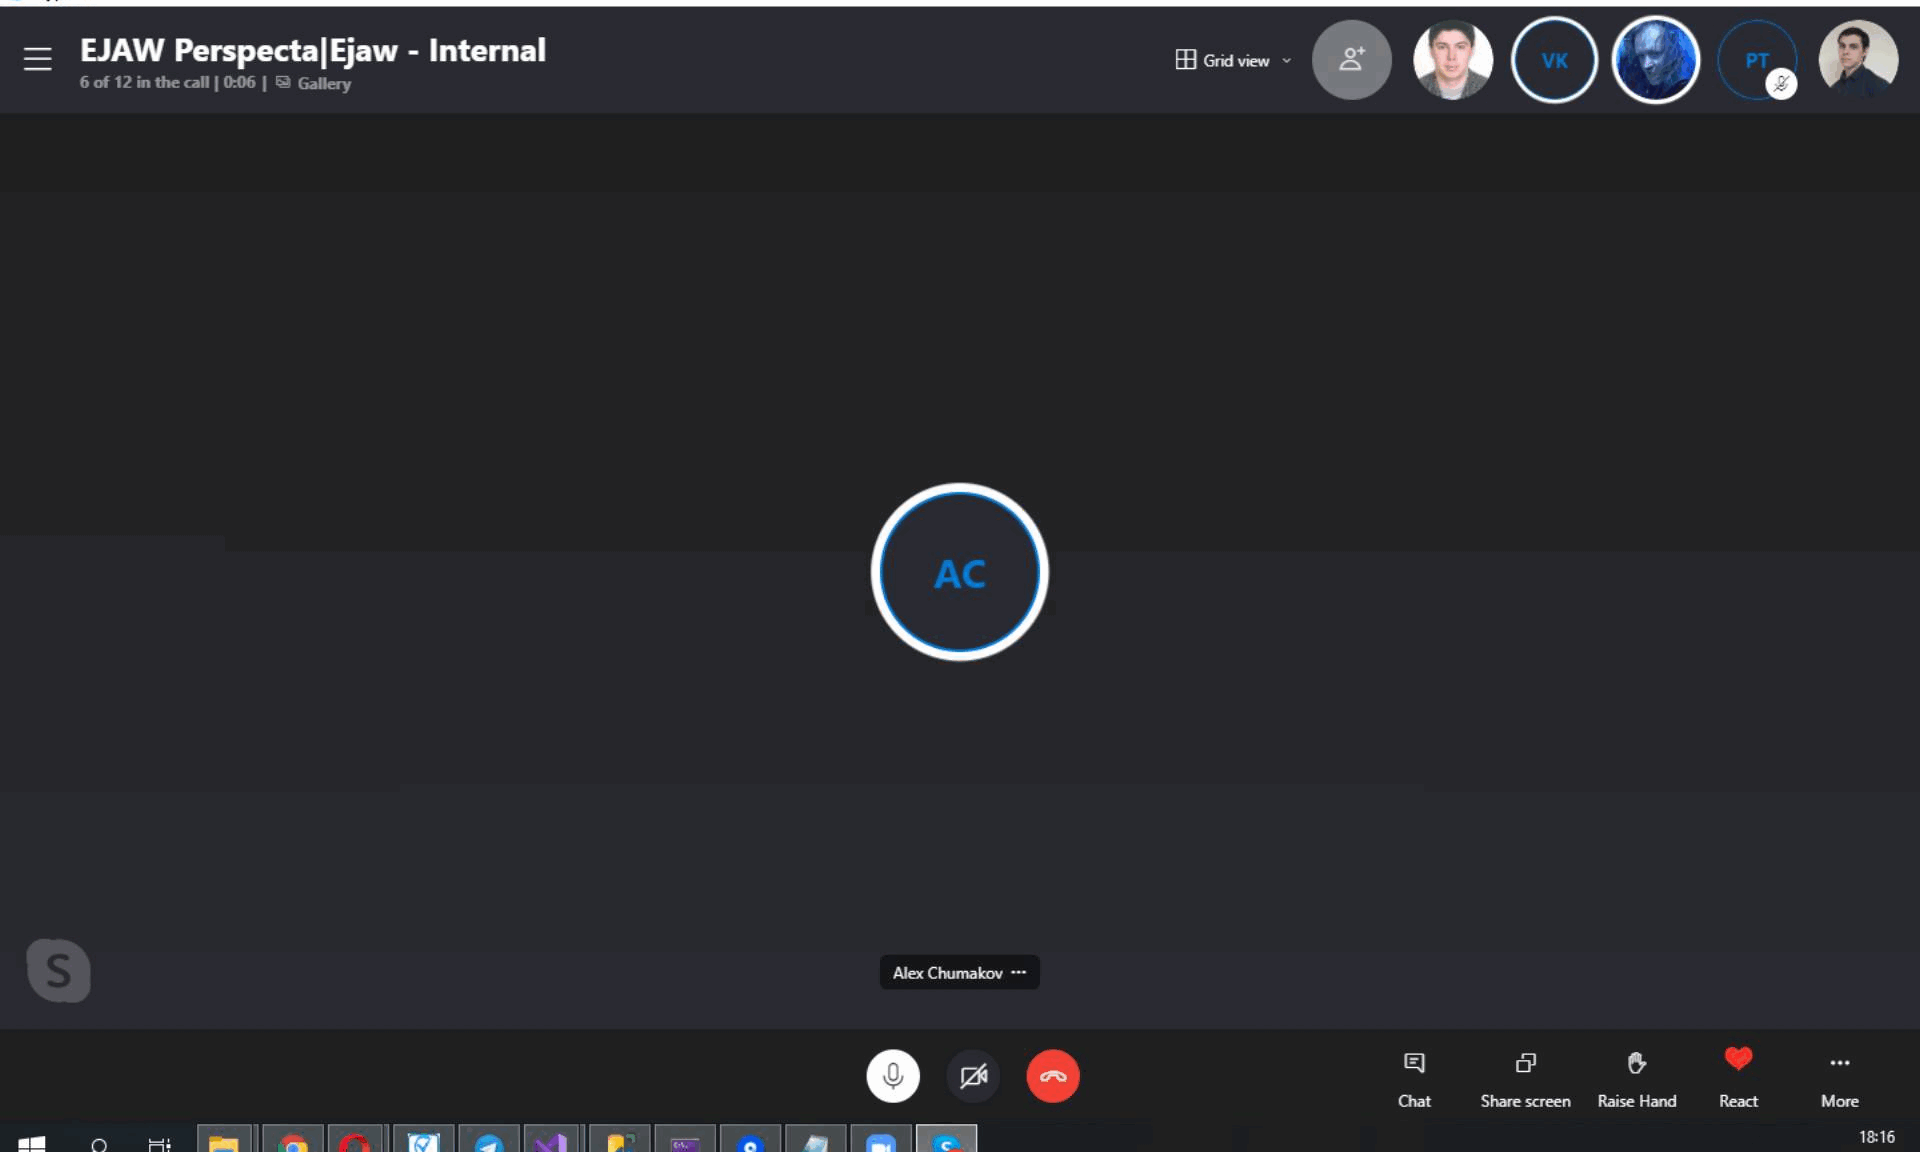 EJAW Perspecta|Ejaw - Internal
6 of 12 in the call | 0:06 | Gallery
Grid view
VK
PT
AC
Alex Chumakov ···
S
Chat
Share screen
Raise Hand
React
More
18:16